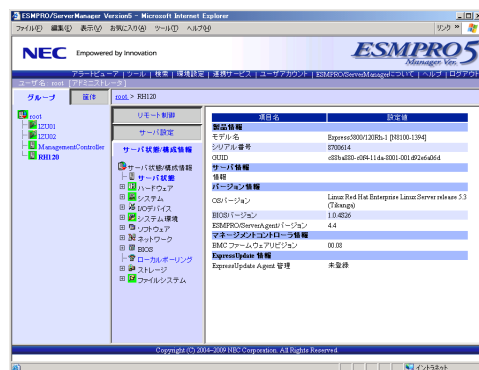 ESMPRO/ServerManager Version5 - Microsoft Internet Explorer
ファイル(F) 編集(E) 表示(V) お気に入り(A) ツール(T) ヘルプ(H) リンク
NEC Empowered by Innovation ESMPRO5
Manager Ver.
アラートビューア | ツール | 検索 | 環境設定 | 連携サービス | ユーザアカウント | ESMPRO/ServerManagerについて | ヘルプ | ログアウト
ユーザ名 : root [アドミニストレータ]
グループ 筐体 root > RH120
root
12U01
12U02
ManagementController
RH120
リモート制御
サーバ設定
サーバ状態/構成情報
サーバ状態/構成情報
サーバ状態
ハードウェア
システム
I/Oデバイス
システム環境
ソフトウェア
ネットワーク
BIOS
ローカルポーリング
ストレージ
ファイルシステム
項目名 設定値
製品情報
モデル名 Express5800/120Rh-1 [N8100-1394]
シリアル番号 8700614
GUID c88ba880-c0f4-11da-8001-001d92e6a06d
サーバ情報
情報
バージョン情報
OSバージョン Linux Red Hat Enterprise Linux Server release 5.3 (Tikanga)
BIOSバージョン 1.0.4S26
ESMPRO/ServerAgentバージョン 4.4
マネージメントコントローラ情報
BMC ファームウェアリビジョン 00.08
ExpressUpdate 情報
ExpressUpdate Agent 管理 未登録
Copyright (C) 2004-2009 NEC Corporation. All Rights Reserved.
イントラネット